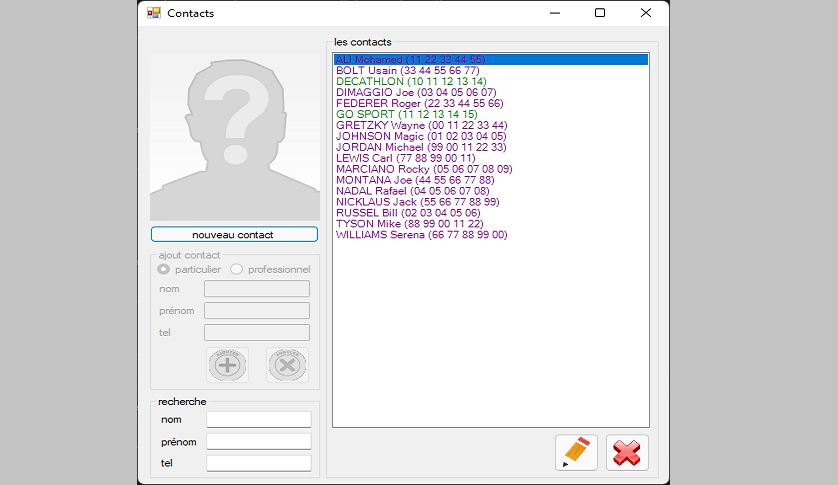 Contacts
nouveau contact
ajout contact
particulier professionnel
nom
prénom
tel
recherche
nom
prénom
tel
les contacts
ALI Mohamed (11 22 33 44 55)
BOLT Usain (33 44 55 66 77)
DECATHLON (10 11 12 13 14)
DIMAGGIO Joe (03 04 05 06 07)
FEDERER Roger (22 33 44 55 66)
GO SPORT (11 12 13 14 15)
GRETZKY Wayne (00 11 22 33 44)
JOHNSON Magic (01 02 03 04 05)
JORDAN Michael (99 00 11 22 33)
LEWIS Carl (77 88 99 00 11)
MARCIANO Rocky (05 06 07 08 09)
MONTANA Joe (44 55 66 77 88)
NADAL Rafael (04 05 06 07 08)
NICKLAUS Jack (55 66 77 88 99)
RUSSEL Bill (02 03 04 05 06)
TYSON Mike (88 99 00 11 22)
WILLIAMS Serena (66 77 88 99 00)